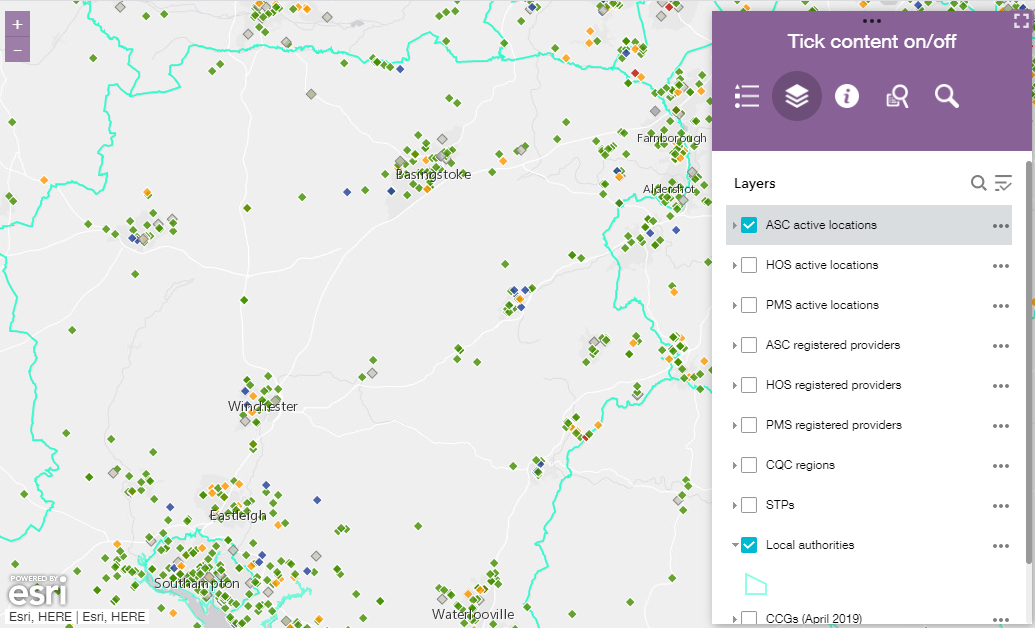 +
−
Tick content on/off
Layers
ASC active locations
HOS active locations
PMS active locations
ASC registered providers
HOS registered providers
PMS registered providers
CQC regions
STPs
Local authorities
CCGs (April 2019)
Farnborough
Basingstoke
Aldershot
Winchester
Eastleigh
Southampton
Waterlooville
POWERED BY
esri
Esri, HERE | Esri, HERE